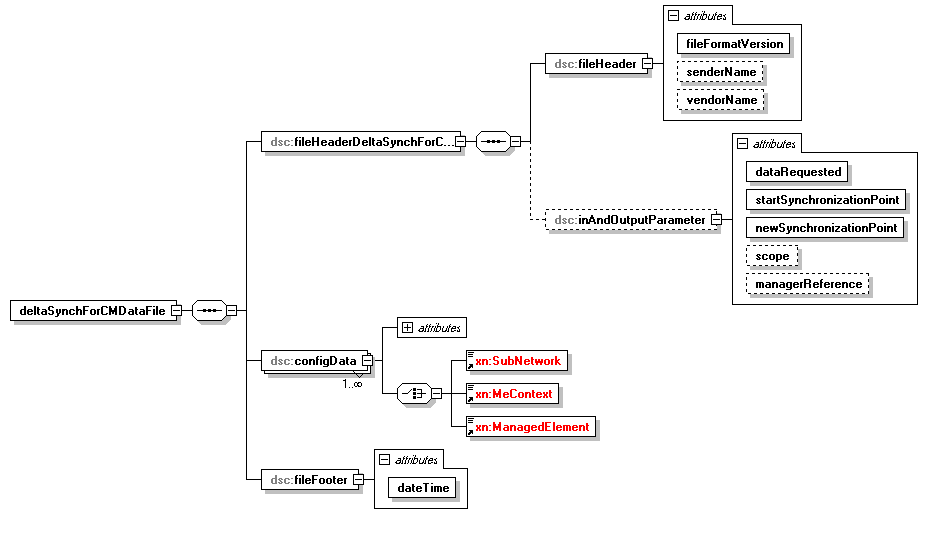 attributes
fileFormatVersion
dsc:fileHeader
senderName
vendorName
dsc:fileHeaderDeltaSynchForC...
attributes
dataRequested
startSynchronizationPoint
dsc:inAndOutputParameter
newSynchronizationPoint
scope
managerReference
deltaSynchForCMDataFile
attributes
dsc:configData
1..∞
xn:SubNetwork
xn:MeContext
xn:ManagedElement
attributes
dsc:fileFooter
dateTime